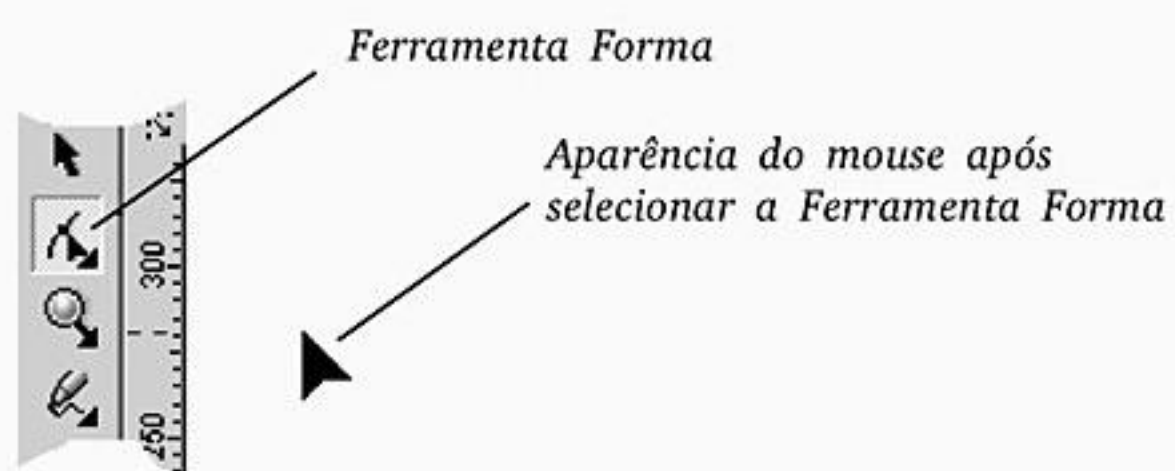 Ferramenta Forma
Aparência do mouse após
selecionar a Ferramenta Forma
300
250